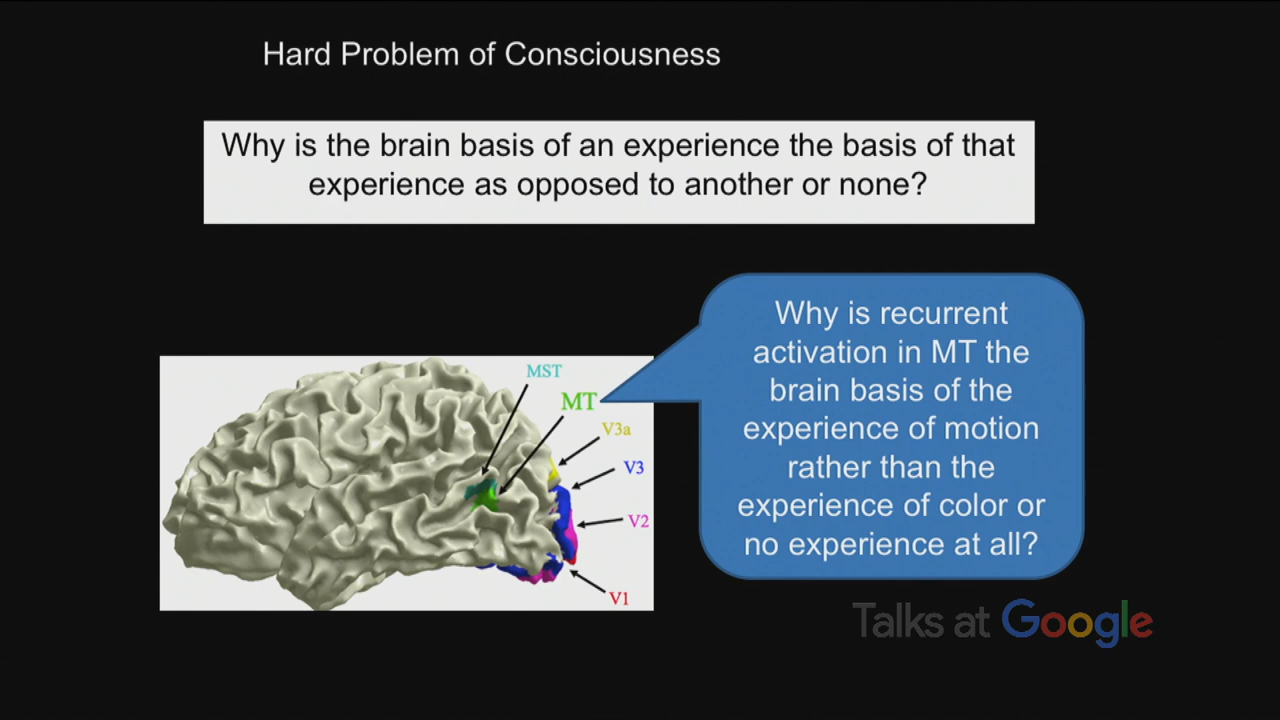 Hard Problem of Consciousness
Why is the brain basis of an experience the basis of that
experience as opposed to another or none?
Why is recurrent
activation in MT the
brain basis of the
experience of motion
rather than the
experience of color or
no experience at all?
MST
MT
V3a
V3
V2
V1
Talks at Google